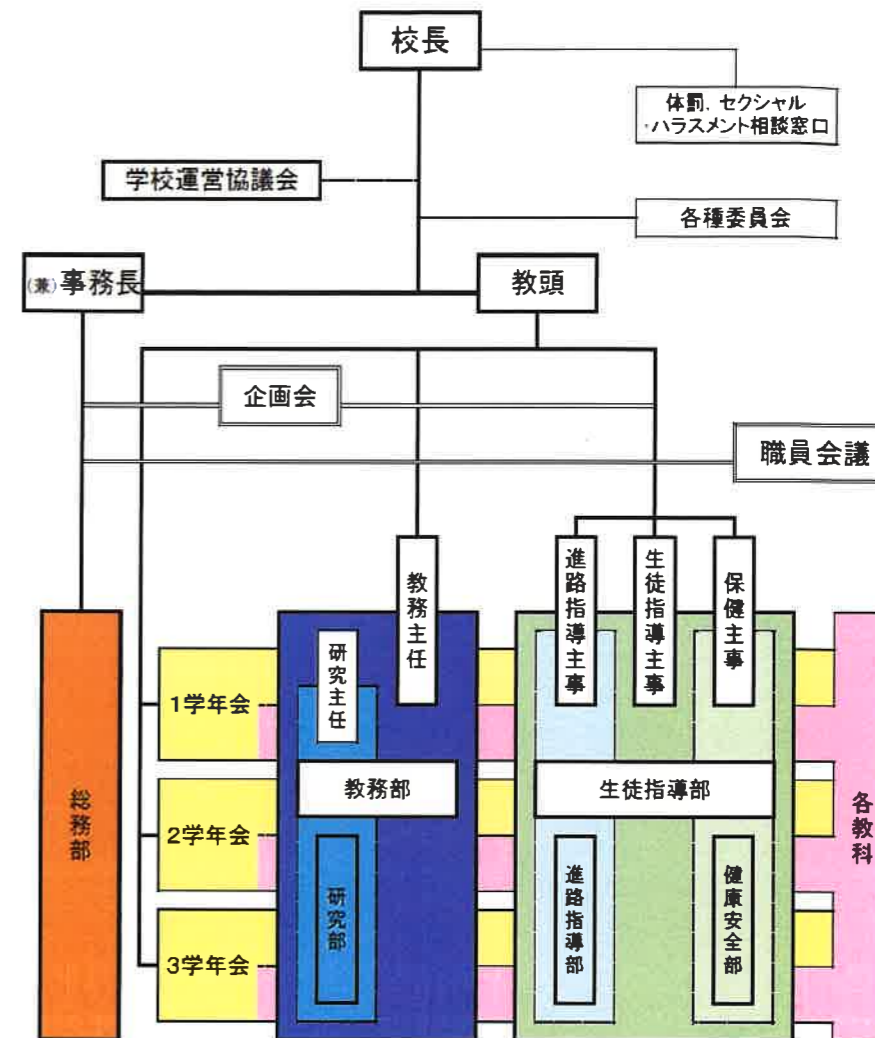 校長
体罰、セクシャル
・ハラスメント相談窓口
学校運営協議会
各種委員会
(兼)事務長
教頭
企画会
職員会議
教務主任
進路指導主事
生徒指導主事
保健主事
研究主任
1学年会
教務部
生徒指導部
総務部
2学年会
各教科
研究部
進路指導部
健康安全部
3学年会